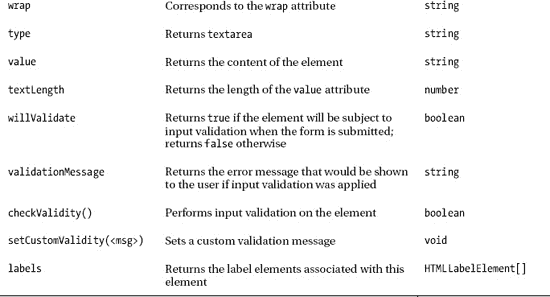 wrap Corresponds to the wrap attribute string
type Returns textarea string
value Returns the content of the element string
textLength Returns the length of the value attribute number
willValidate Returns true if the element will be subject to boolean
input validation when the form is submitted;
returns false otherwise
validationMessage Returns the error message that would be shown string
to the user if input validation was applied
checkValidity() Performs input validation on the element boolean
setCustomValidity(<msg>) Sets a custom validation message void
labels Returns the label elements associated with this HTMLLabelElement[]
element